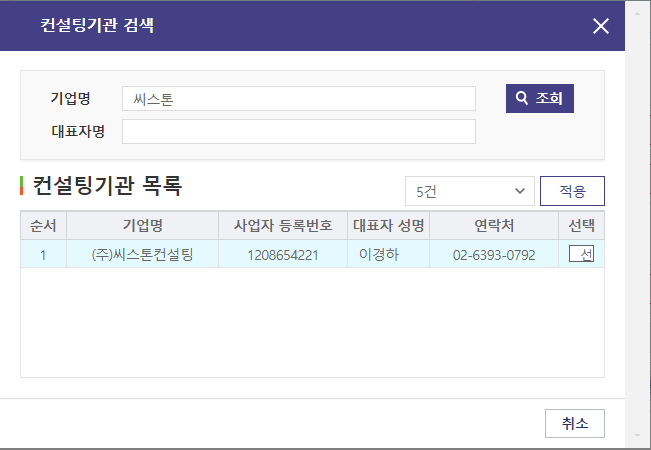 컨설팅기관 검색
기업명 씨스톤 조회
대표자명
컨설팅기관 목록 5건 적용
순서 기업명 사업자 등록번호 대표자 성명 연락처 선택
1 (주)씨스톤컨설팅 1208654221 이경하 02-6393-0792 선
취소